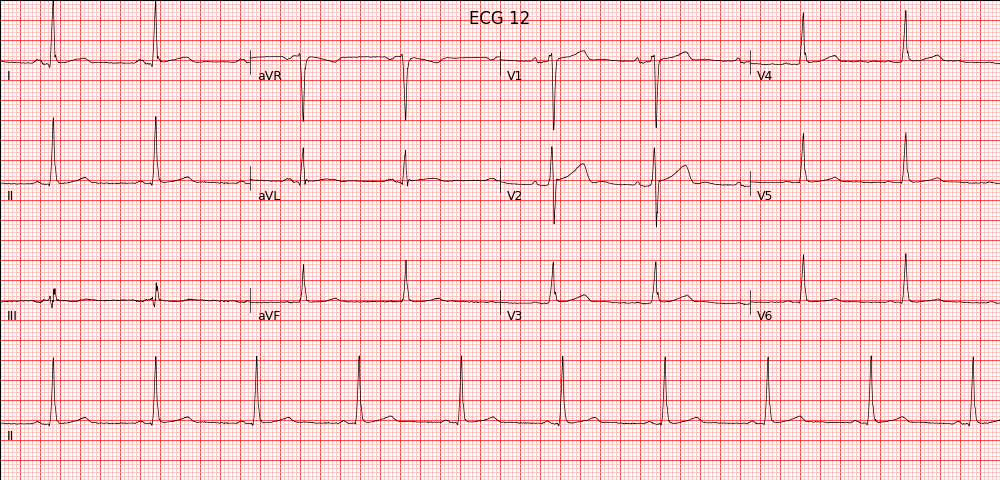 ECG 12
I aVR V1 V4
II aVL V2 V5
III aVF V3 V6
II